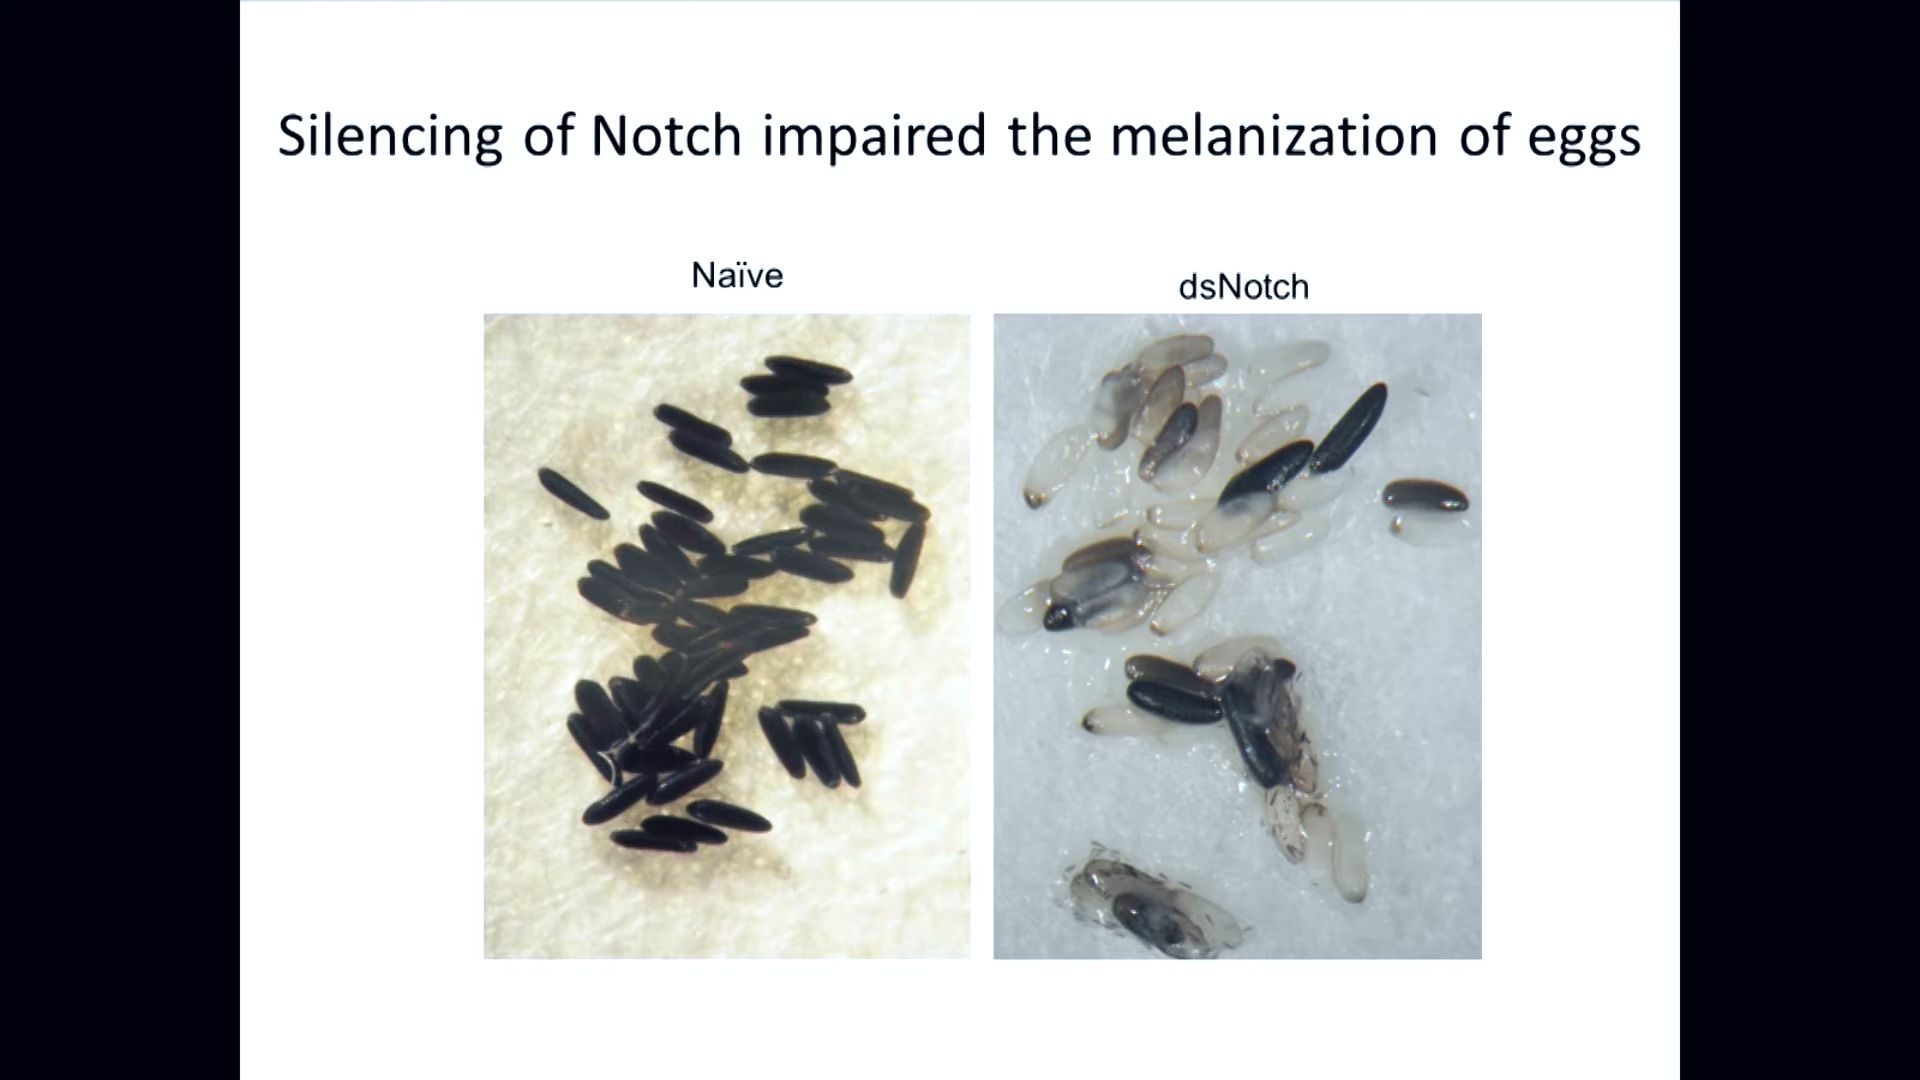 Silencing of Notch impaired the melanization of eggs
Naïve
dsNotch